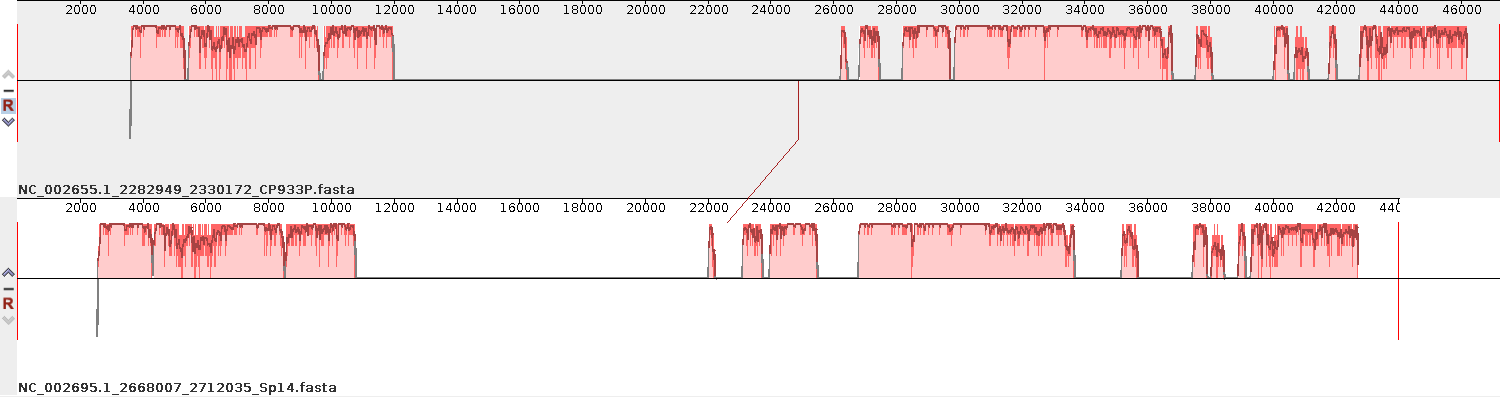 2000 4000 6000 8000 10000 12000 14000 16000 18000 20000 22000 24000 26000 28000 30000 32000 34000 36000 38000 40000 42000 44000 46000
R
NC_002655.1_2282949_2330172_CP933P.fasta
2000 4000 6000 8000 10000 12000 14000 16000 18000 20000 22000 24000 26000 28000 30000 32000 34000 36000 38000 40000 42000 440
R
NC_002695.1_2668007_2712035_Sp14.fasta